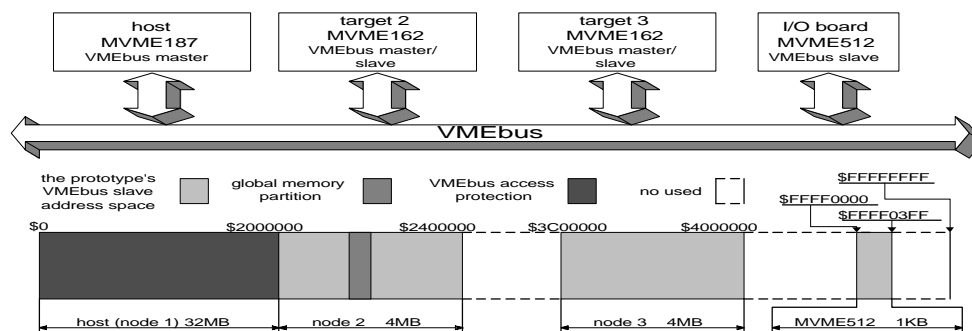 host
MVME187
VMEbus master
target 2
MVME162
VMEbus master/
slave
target 3
MVME162
VMEbus master/
slave
I/O board
MVME512
VMEbus slave
VMEbus
the prototype's
VMEbus slave
address space
global memory
partition
VMEbus access
protection
no used
$FFFFFFFF
$FFFF0000
$FFFF03FF
$0
$2000000
$2400000
$3C00000
$4000000
host (node 1) 32MB
node 2 4MB
node 3 4MB
MVME512 1KB